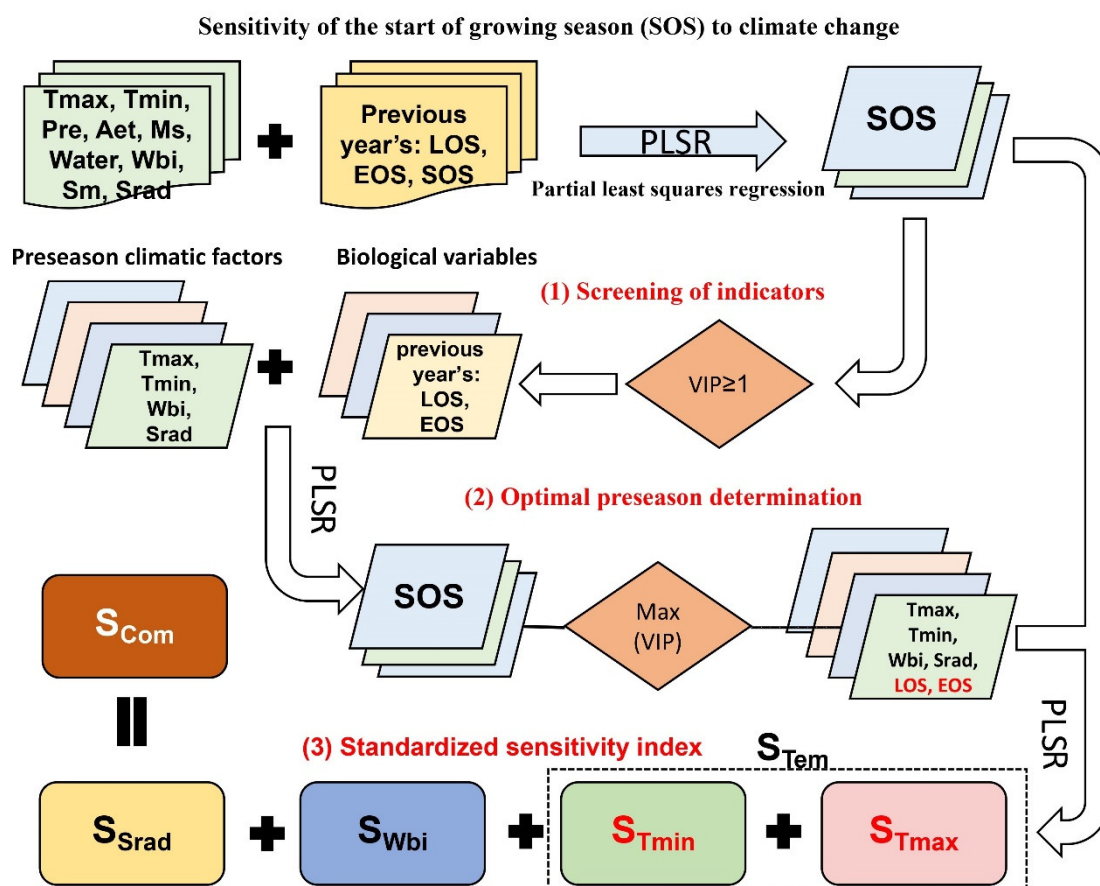 Sensitivity of the start of growing season (SOS) to climate change
Tmax, Tmin,
Pre, Aet, Ms,
Water, Wbi,
Sm, Srad
Previous
year's: LOS,
EOS, SOS
PLSR
Partial least squares regression
SOS
Preseason climatic factors
Biological variables
(1) Screening of indicators
Tmax,
Tmin,
Wbi,
Srad
previous
year's:
LOS,
EOS
VIP≥1
PLSR
(2) Optimal preseason determination
SOS
Max
(VIP)
Tmax,
Tmin,
Wbi, Srad,
LOS, EOS
PLSR
SCom
(3) Standardized sensitivity index
STem
SSrad
SWbi
STmin
STmax